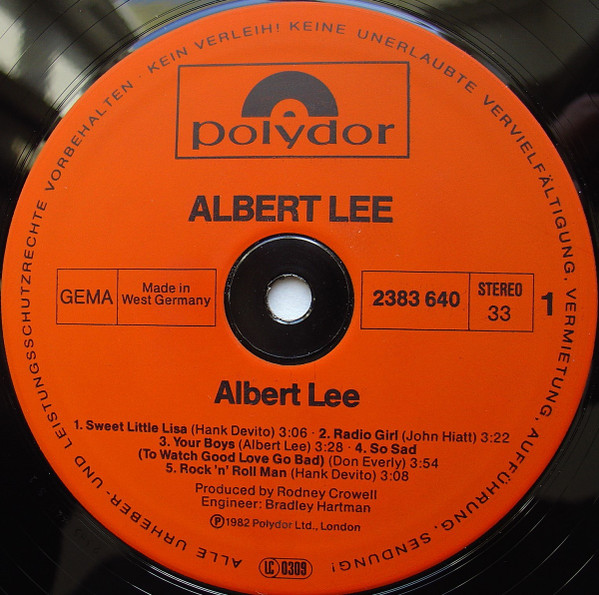 ALLE URHEBER- UND LEISTUNGSSCHUTZRECHTE VORBEHALTEN · KEIN VERLEIH! KEINE UNERLAUBTE VERVIELFÄLTIGUNG, VERMIETUNG, AUFFÜHRUNG, SENDUNG!
polydor
ALBERT LEE
GEMA
Made in
West Germany
2383 640
STEREO
33
1
Albert Lee
1. Sweet Little Lisa (Hank Devito) 3:06 · 2. Radio Girl (John Hiatt) 3:22
3. Your Boys (Albert Lee) 3:28 · 4. So Sad
(To Watch Good Love Go Bad) (Don Everly) 3:54
5. Rock 'n' Roll Man (Hank Devito) 3:08
Produced by Rodney Crowell
Engineer: Bradley Hartman
℗ 1982 Polydor Ltd., London
LC 0309